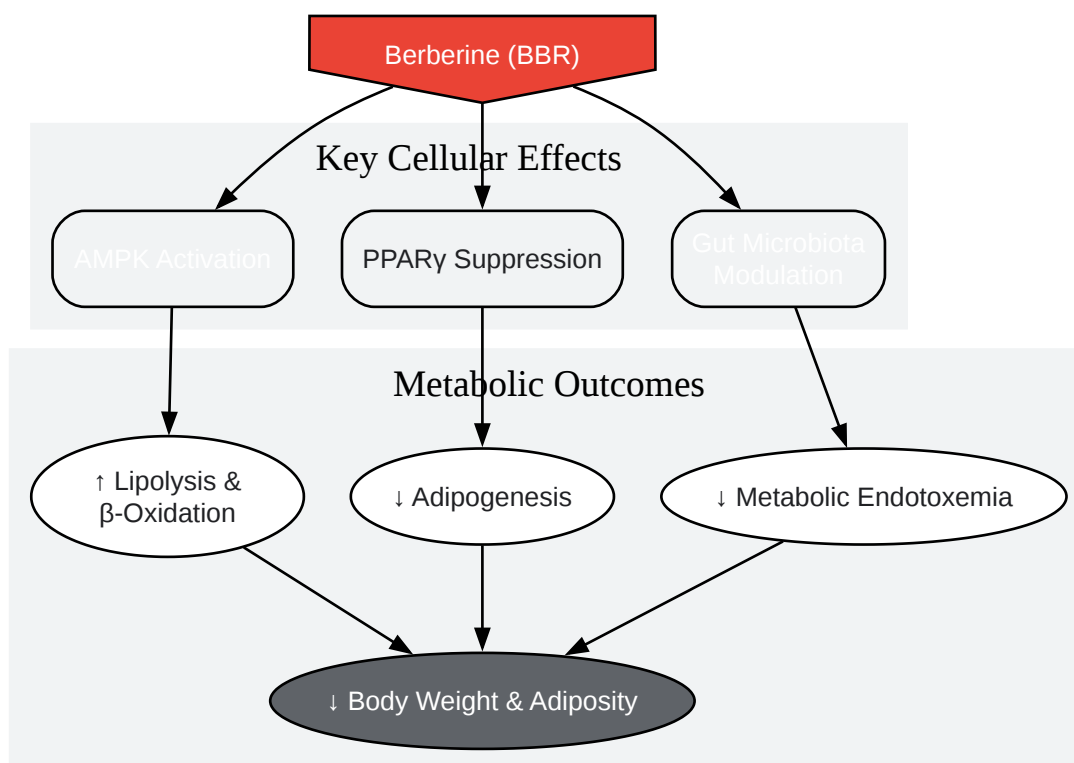 Berberine (BBR)
Key Cellular Effects
AMPK Activation
PPARγ Suppression
Gut Microbiota
Modulation
Metabolic Outcomes
↑ Lipolysis &
β-Oxidation
↓ Adipogenesis
↓ Metabolic Endotoxemia
↓ Body Weight & Adiposity